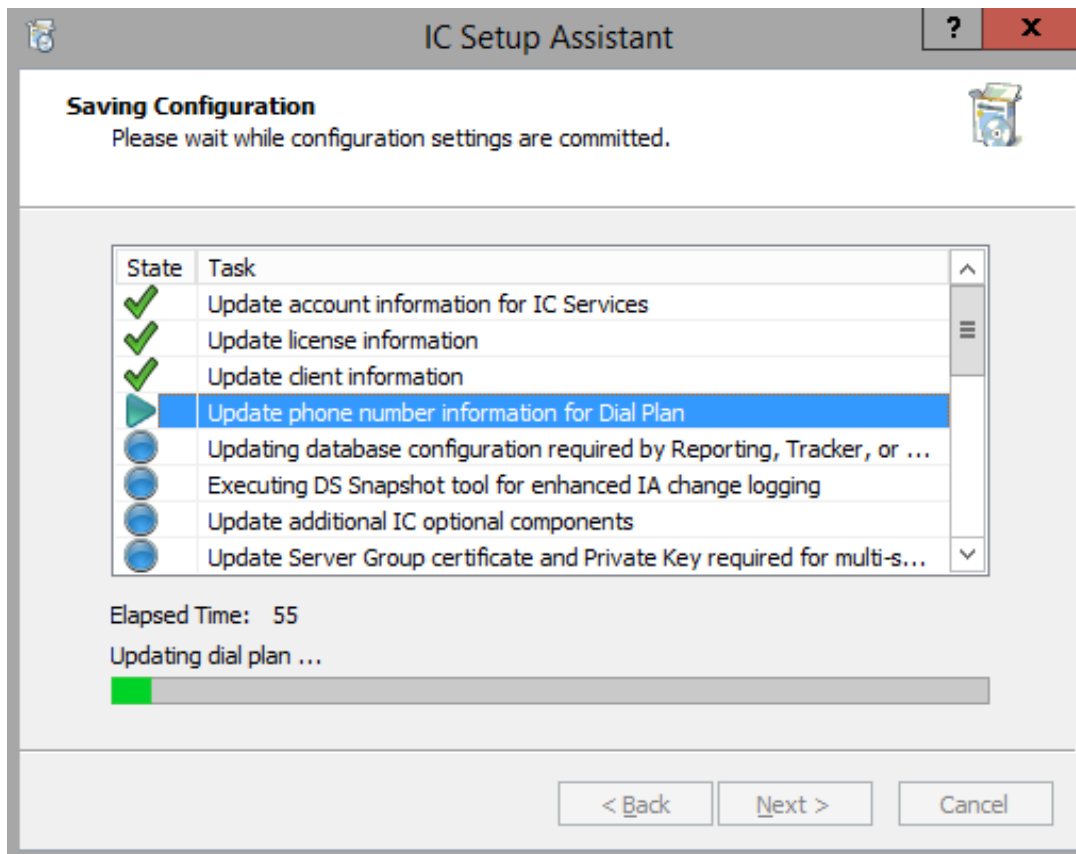 IC Setup Assistant
?
x
Saving Configuration
Please wait while configuration settings are committed.
State Task
Update account information for IC Services
Update license information
Update client information
Update phone number information for Dial Plan
Updating database configuration required by Reporting, Tracker, or ...
Executing DS Snapshot tool for enhanced IA change logging
Update additional IC optional components
Update Server Group certificate and Private Key required for multi-s...
Elapsed Time: 55
Updating dial plan ...
< Back
Next >
Cancel